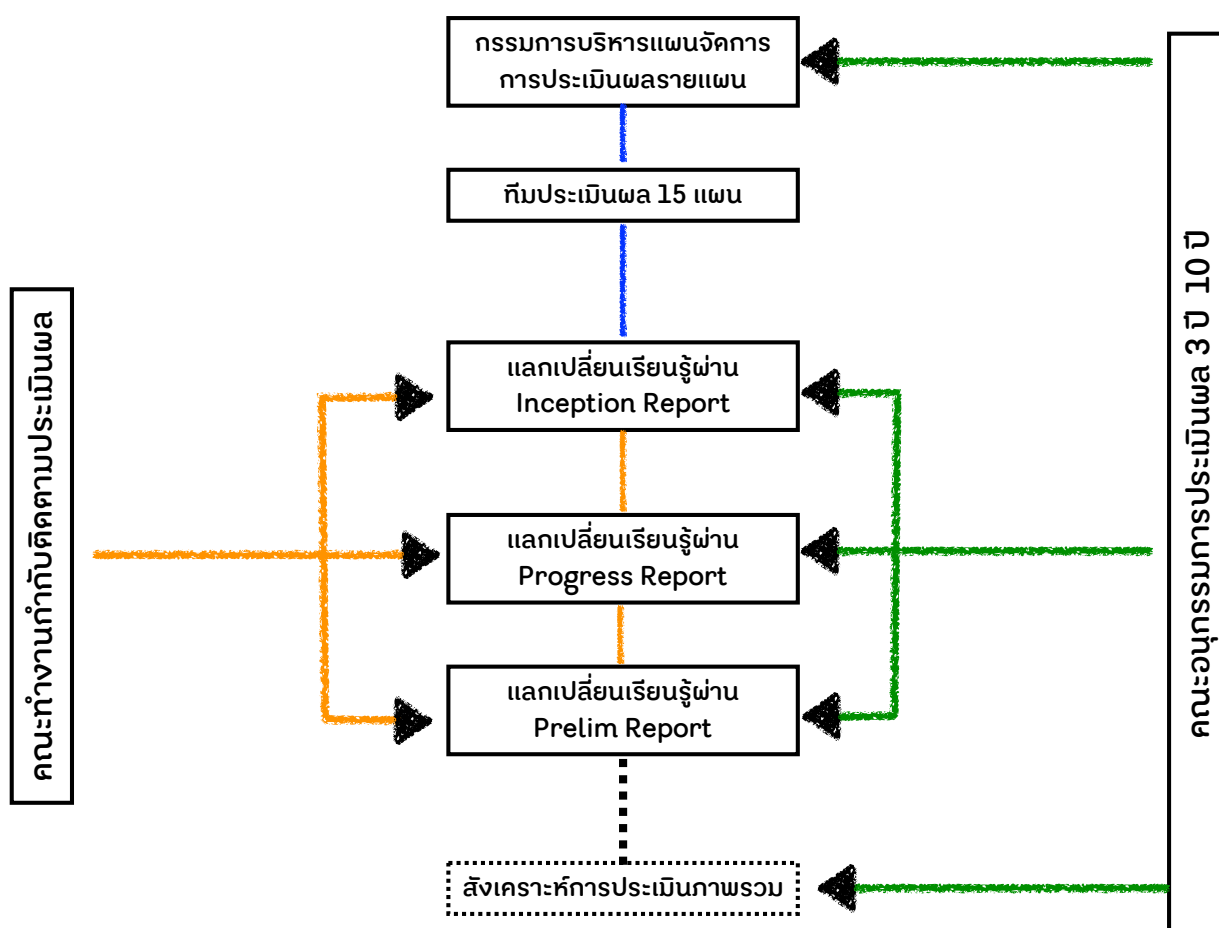 กรรมการบริหารแผนจัดการ
การประเมินผลรายแผน
ทีมประเมินผล 15 แผน
คณะทำงานกำกับติดตามประเมินผล
แลกเปลี่ยนเรียนรู้ผ่าน
Inception Report
แลกเปลี่ยนเรียนรู้ผ่าน
Progress Report
แลกเปลี่ยนเรียนรู้ผ่าน
Prelim Report
สังเคราะห์การประเมินภาพรวม
คณะอนุกรรมการประเมินผล 3 ปี 10 ปี